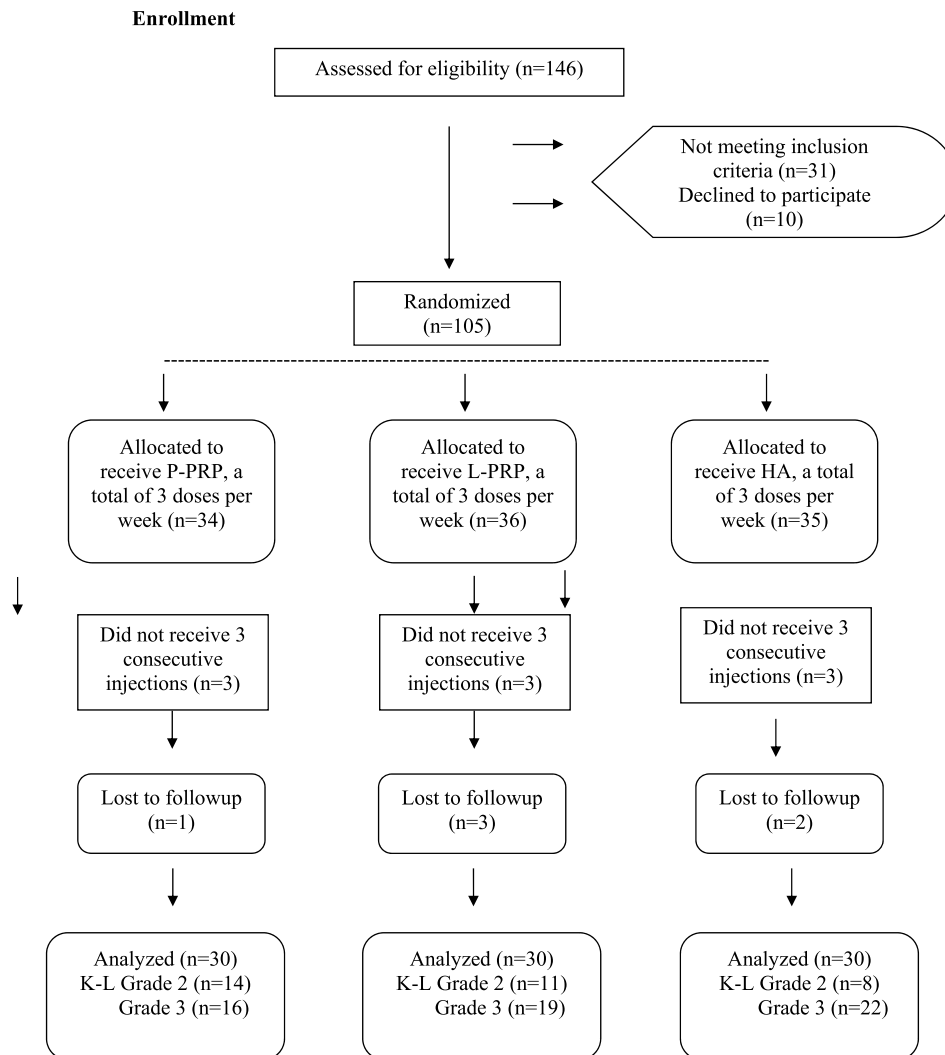 Enrollment
Assessed for eligibility (n=146)
Not meeting inclusion
criteria (n=31)
Declined to participate
(n=10)
Randomized
(n=105)
Allocated to
receive P-PRP, a
total of 3 doses per
week (n=34)
Allocated to
receive L-PRP, a
total of 3 doses per
week (n=36)
Allocated to
receive HA, a total
of 3 doses per
week (n=35)
Did not receive 3
consecutive
injections (n=3)
Did not receive 3
consecutive
injections (n=3)
Did not receive 3
consecutive
injections (n=3)
Lost to followup
(n=1)
Lost to followup
(n=3)
Lost to followup
(n=2)
Analyzed (n=30)
K-L Grade 2 (n=14)
Grade 3 (n=16)
Analyzed (n=30)
K-L Grade 2 (n=11)
Grade 3 (n=19)
Analyzed (n=30)
K-L Grade 2 (n=8)
Grade 3 (n=22)